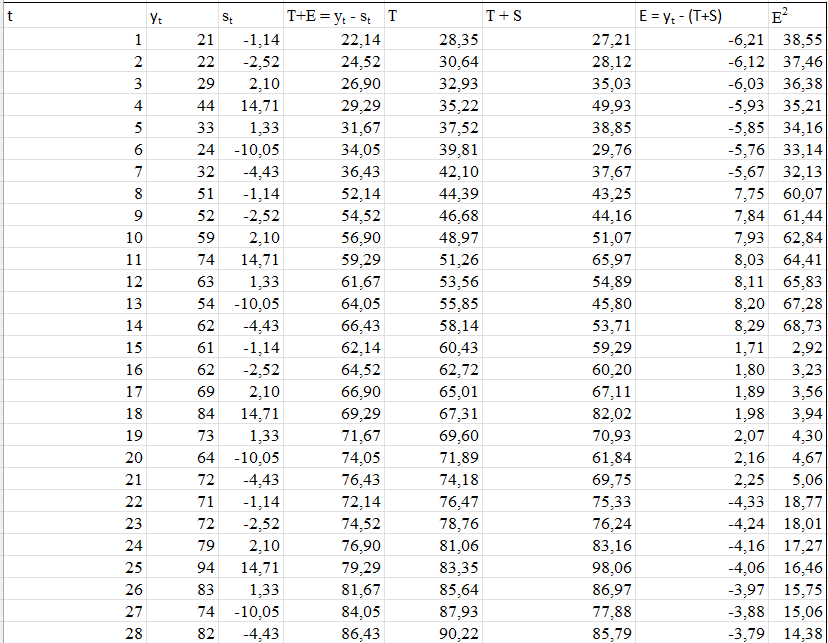 t yₜ sₜ T+E = yₜ - sₜ T T + S E = yₜ - (T+S) E²
1 21 -1,14 22,14 28,35 27,21 -6,21 38,55
2 22 -2,52 24,52 30,64 28,12 -6,12 37,46
3 29 2,10 26,90 32,93 35,03 -6,03 36,38
4 44 14,71 29,29 35,22 49,93 -5,93 35,21
5 33 1,33 31,67 37,52 38,85 -5,85 34,16
6 24 -10,05 34,05 39,81 29,76 -5,76 33,14
7 32 -4,43 36,43 42,10 37,67 -5,67 32,13
8 51 -1,14 52,14 44,39 43,25 7,75 60,07
9 52 -2,52 54,52 46,68 44,16 7,84 61,44
10 59 2,10 56,90 48,97 51,07 7,93 62,84
11 74 14,71 59,29 51,26 65,97 8,03 64,41
12 63 1,33 61,67 53,56 54,89 8,11 65,83
13 54 -10,05 64,05 55,85 45,80 8,20 67,28
14 62 -4,43 66,43 58,14 53,71 8,29 68,73
15 61 -1,14 62,14 60,43 59,29 1,71 2,92
16 62 -2,52 64,52 62,72 60,20 1,80 3,23
17 69 2,10 66,90 65,01 67,11 1,89 3,56
18 84 14,71 69,29 67,31 82,02 1,98 3,94
19 73 1,33 71,67 69,60 70,93 2,07 4,30
20 64 -10,05 74,05 71,89 61,84 2,16 4,67
21 72 -4,43 76,43 74,18 69,75 2,25 5,06
22 71 -1,14 72,14 76,47 75,33 -4,33 18,77
23 72 -2,52 74,52 78,76 76,24 -4,24 18,01
24 79 2,10 76,90 81,06 83,16 -4,16 17,27
25 94 14,71 79,29 83,35 98,06 -4,06 16,46
26 83 1,33 81,67 85,64 86,97 -3,97 15,75
27 74 -10,05 84,05 87,93 77,88 -3,88 15,06
28 82 -4,43 86,43 90,22 85,79 -3,79 14,38